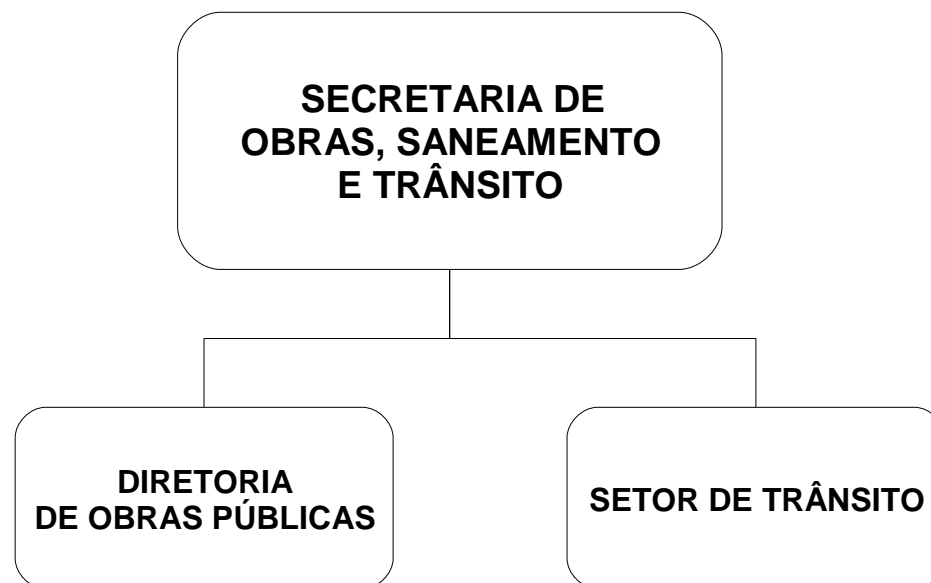 SECRETARIA DE
OBRAS, SANEAMENTO
E TRÂNSITO
DIRETORIA
DE OBRAS PÚBLICAS
SETOR DE TRÂNSITO